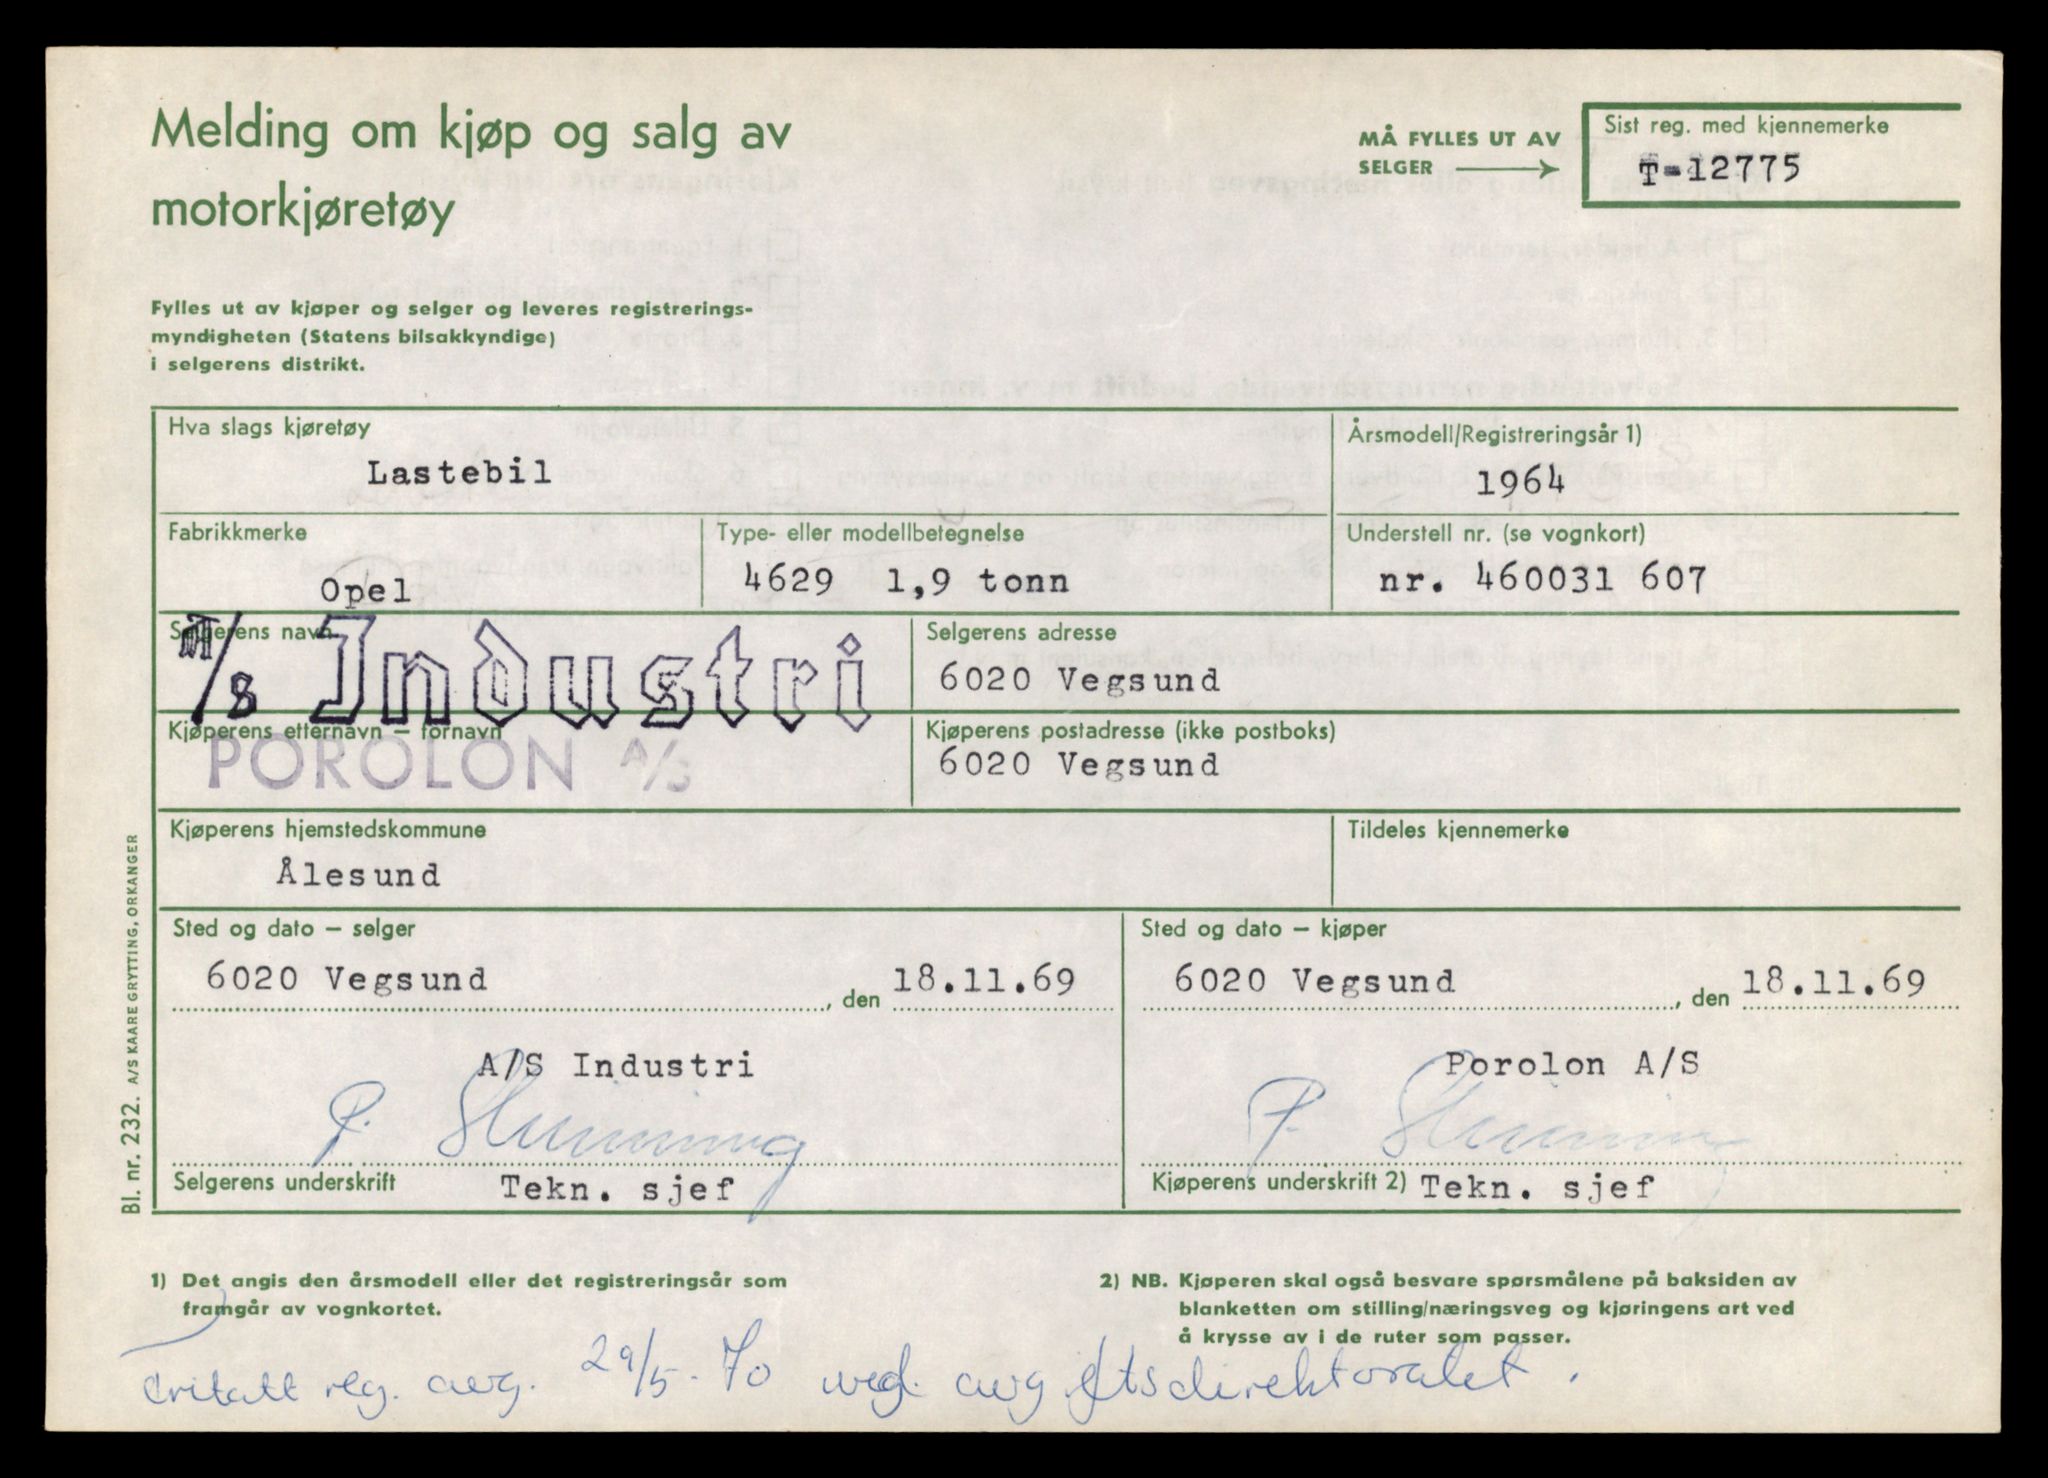 Melding om kjøp og salg av
motorkjøretøy
MÅ FYLLES UT AV
SELGER
Sist reg. med kjennemerke
T-12775
Fylles ut av kjøper og selger og leveres registrerings-
myndigheten (Statens bilsakkyndige)
i selgerens distrikt.
Hva slags kjøretøy
Lastebil
Årsmodell/Registreringsår 1)
1964
Fabrikkmerke
Opel
Type- eller modellbetegnelse
4629 1,9 tonn
Understell nr. (se vognkort)
nr. 460031 607
Selgerens navn
A/S Industri
Selgerens adresse
6020 Vegsund
Kjøperens etternavn – fornavn
POROLON A/S
Kjøperens postadresse (ikke postboks)
6020 Vegsund
Kjøperens hjemstedskommune
Ålesund
Tildeles kjennemerke
Sted og dato – selger
6020 Vegsund, den 18.11.69
Sted og dato – kjøper
6020 Vegsund, den 18.11.69
A/S Industri
P.
Selgerens underskrift Tekn. sjef
Porolon A/S
P.
Kjøperens underskrift 2) Tekn. sjef
1) Det angis den årsmodell eller det registreringsår som
framgår av vognkortet.
2) NB. Kjøperen skal også besvare spørsmålene på baksiden av
blanketten om stilling/næringsveg og kjøringens art ved
å krysse av i de ruter som passer.
Fritatt reg. avg. 29/5-70 avgiftsdirektoratet.
Bl. nr. 232. A/S KAARE GRYTTING, ORKANGER